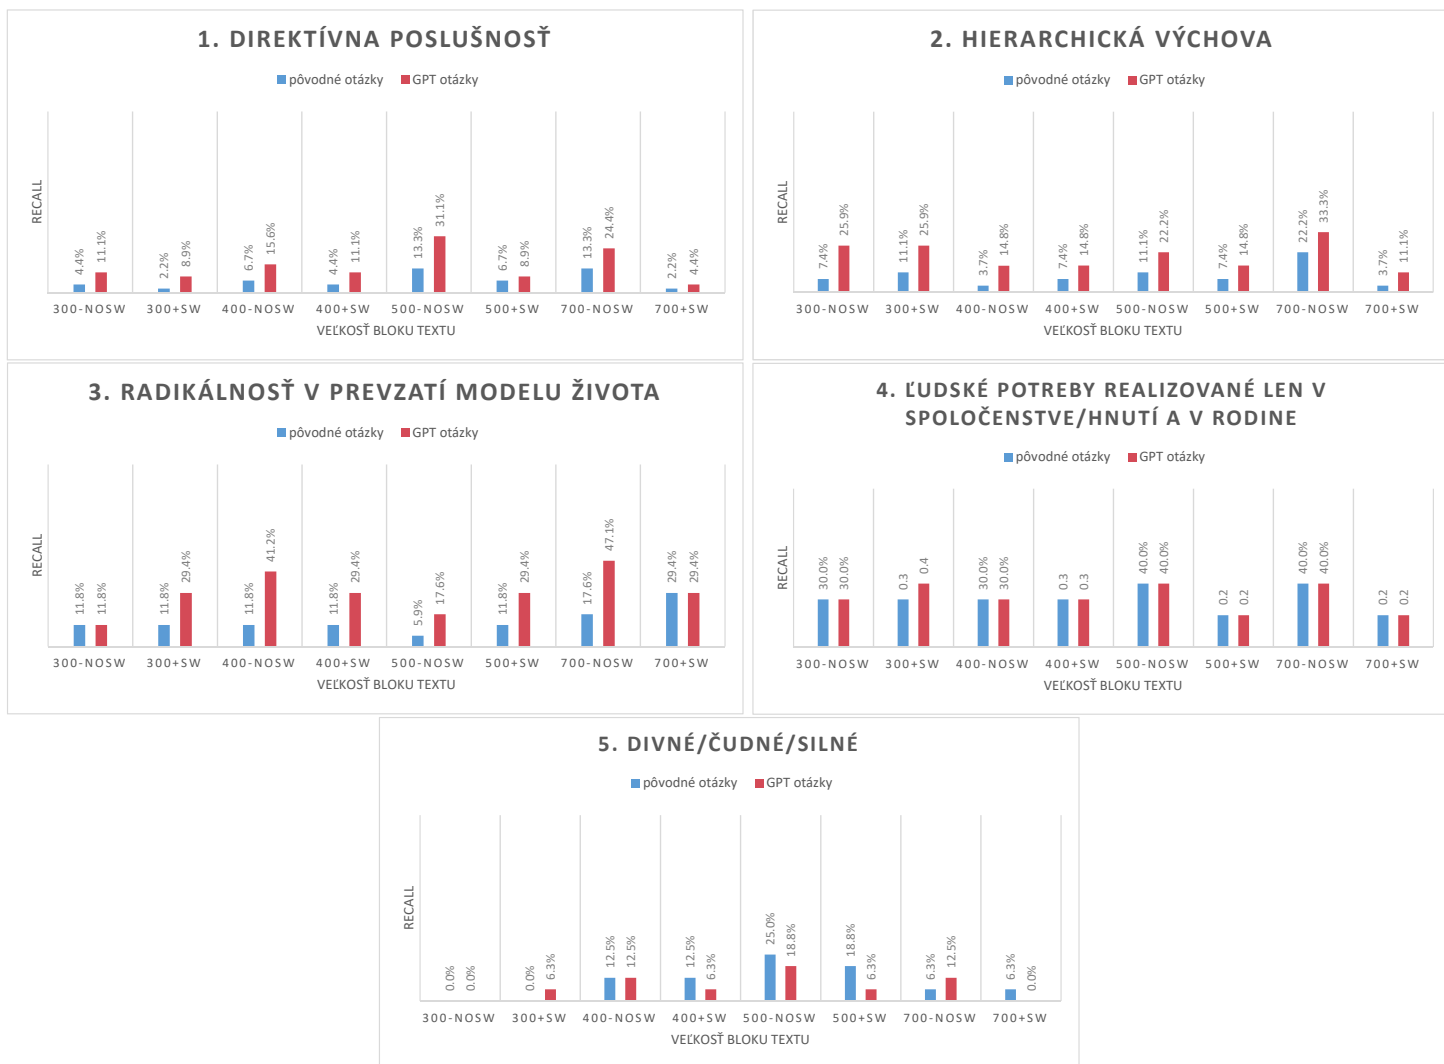 1. DIREKTÍVNA POSLUŠNOSŤ
pôvodné otázky GPT otázky
RECALL
4.4% 11.1% 2.2% 8.9% 6.7% 15.6% 4.4% 11.1% 13.3% 31.1% 6.7% 8.9% 13.3% 24.4% 2.2% 4.4%
300-NOSW 300+SW 400-NOSW 400+SW 500-NOSW 500+SW 700-NOSW 700+SW
VEĽKOSŤ BLOKU TEXTU
2. HIERARCHICKÁ VÝCHOVA
pôvodné otázky GPT otázky
RECALL
7.4% 25.9% 11.1% 25.9% 3.7% 14.8% 7.4% 14.8% 11.1% 22.2% 7.4% 14.8% 22.2% 33.3% 3.7% 11.1%
300-NOSW 300+SW 400-NOSW 400+SW 500-NOSW 500+SW 700-NOSW 700+SW
VEĽKOSŤ BLOKU TEXTU
3. RADIKÁLNOSŤ V PREVZATÍ MODELU ŽIVOTA
pôvodné otázky GPT otázky
RECALL
11.8% 11.8% 11.8% 29.4% 11.8% 41.2% 11.8% 29.4% 5.9% 17.6% 11.8% 29.4% 17.6% 47.1% 29.4% 29.4%
300-NOSW 300+SW 400-NOSW 400+SW 500-NOSW 500+SW 700-NOSW 700+SW
VEĽKOSŤ BLOKU TEXTU
4. ĽUDSKÉ POTREBY REALIZOVANÉ LEN V
SPOLOČENSTVE/HNUTÍ A V RODINE
pôvodné otázky GPT otázky
RECALL
30.0% 30.0% 0.3 0.4 30.0% 30.0% 0.3 0.3 40.0% 40.0% 0.2 0.2 40.0% 40.0% 0.2 0.2
300-NOSW 300+SW 400-NOSW 400+SW 500-NOSW 500+SW 700-NOSW 700+SW
VEĽKOSŤ BLOKU TEXTU
5. DIVNÉ/ČUDNÉ/SILNÉ
pôvodné otázky GPT otázky
RECALL
0.0% 0.0% 0.0% 6.3% 12.5% 12.5% 12.5% 6.3% 25.0% 18.8% 18.8% 6.3% 6.3% 12.5% 6.3% 0.0%
300-NOSW 300+SW 400-NOSW 400+SW 500-NOSW 500+SW 700-NOSW 700+SW
VEĽKOSŤ BLOKU TEXTU